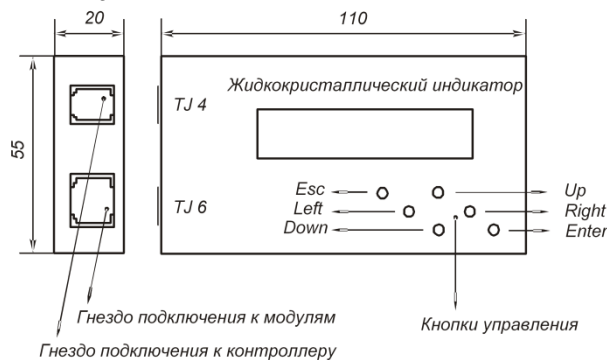 20
110
55
Жидкокристаллический индикатор
TJ 4
TJ 6
Esc
Up
Left
Right
Down
Enter
Гнездо подключения к модулям
Кнопки управления
Гнездо подключения к контроллеру